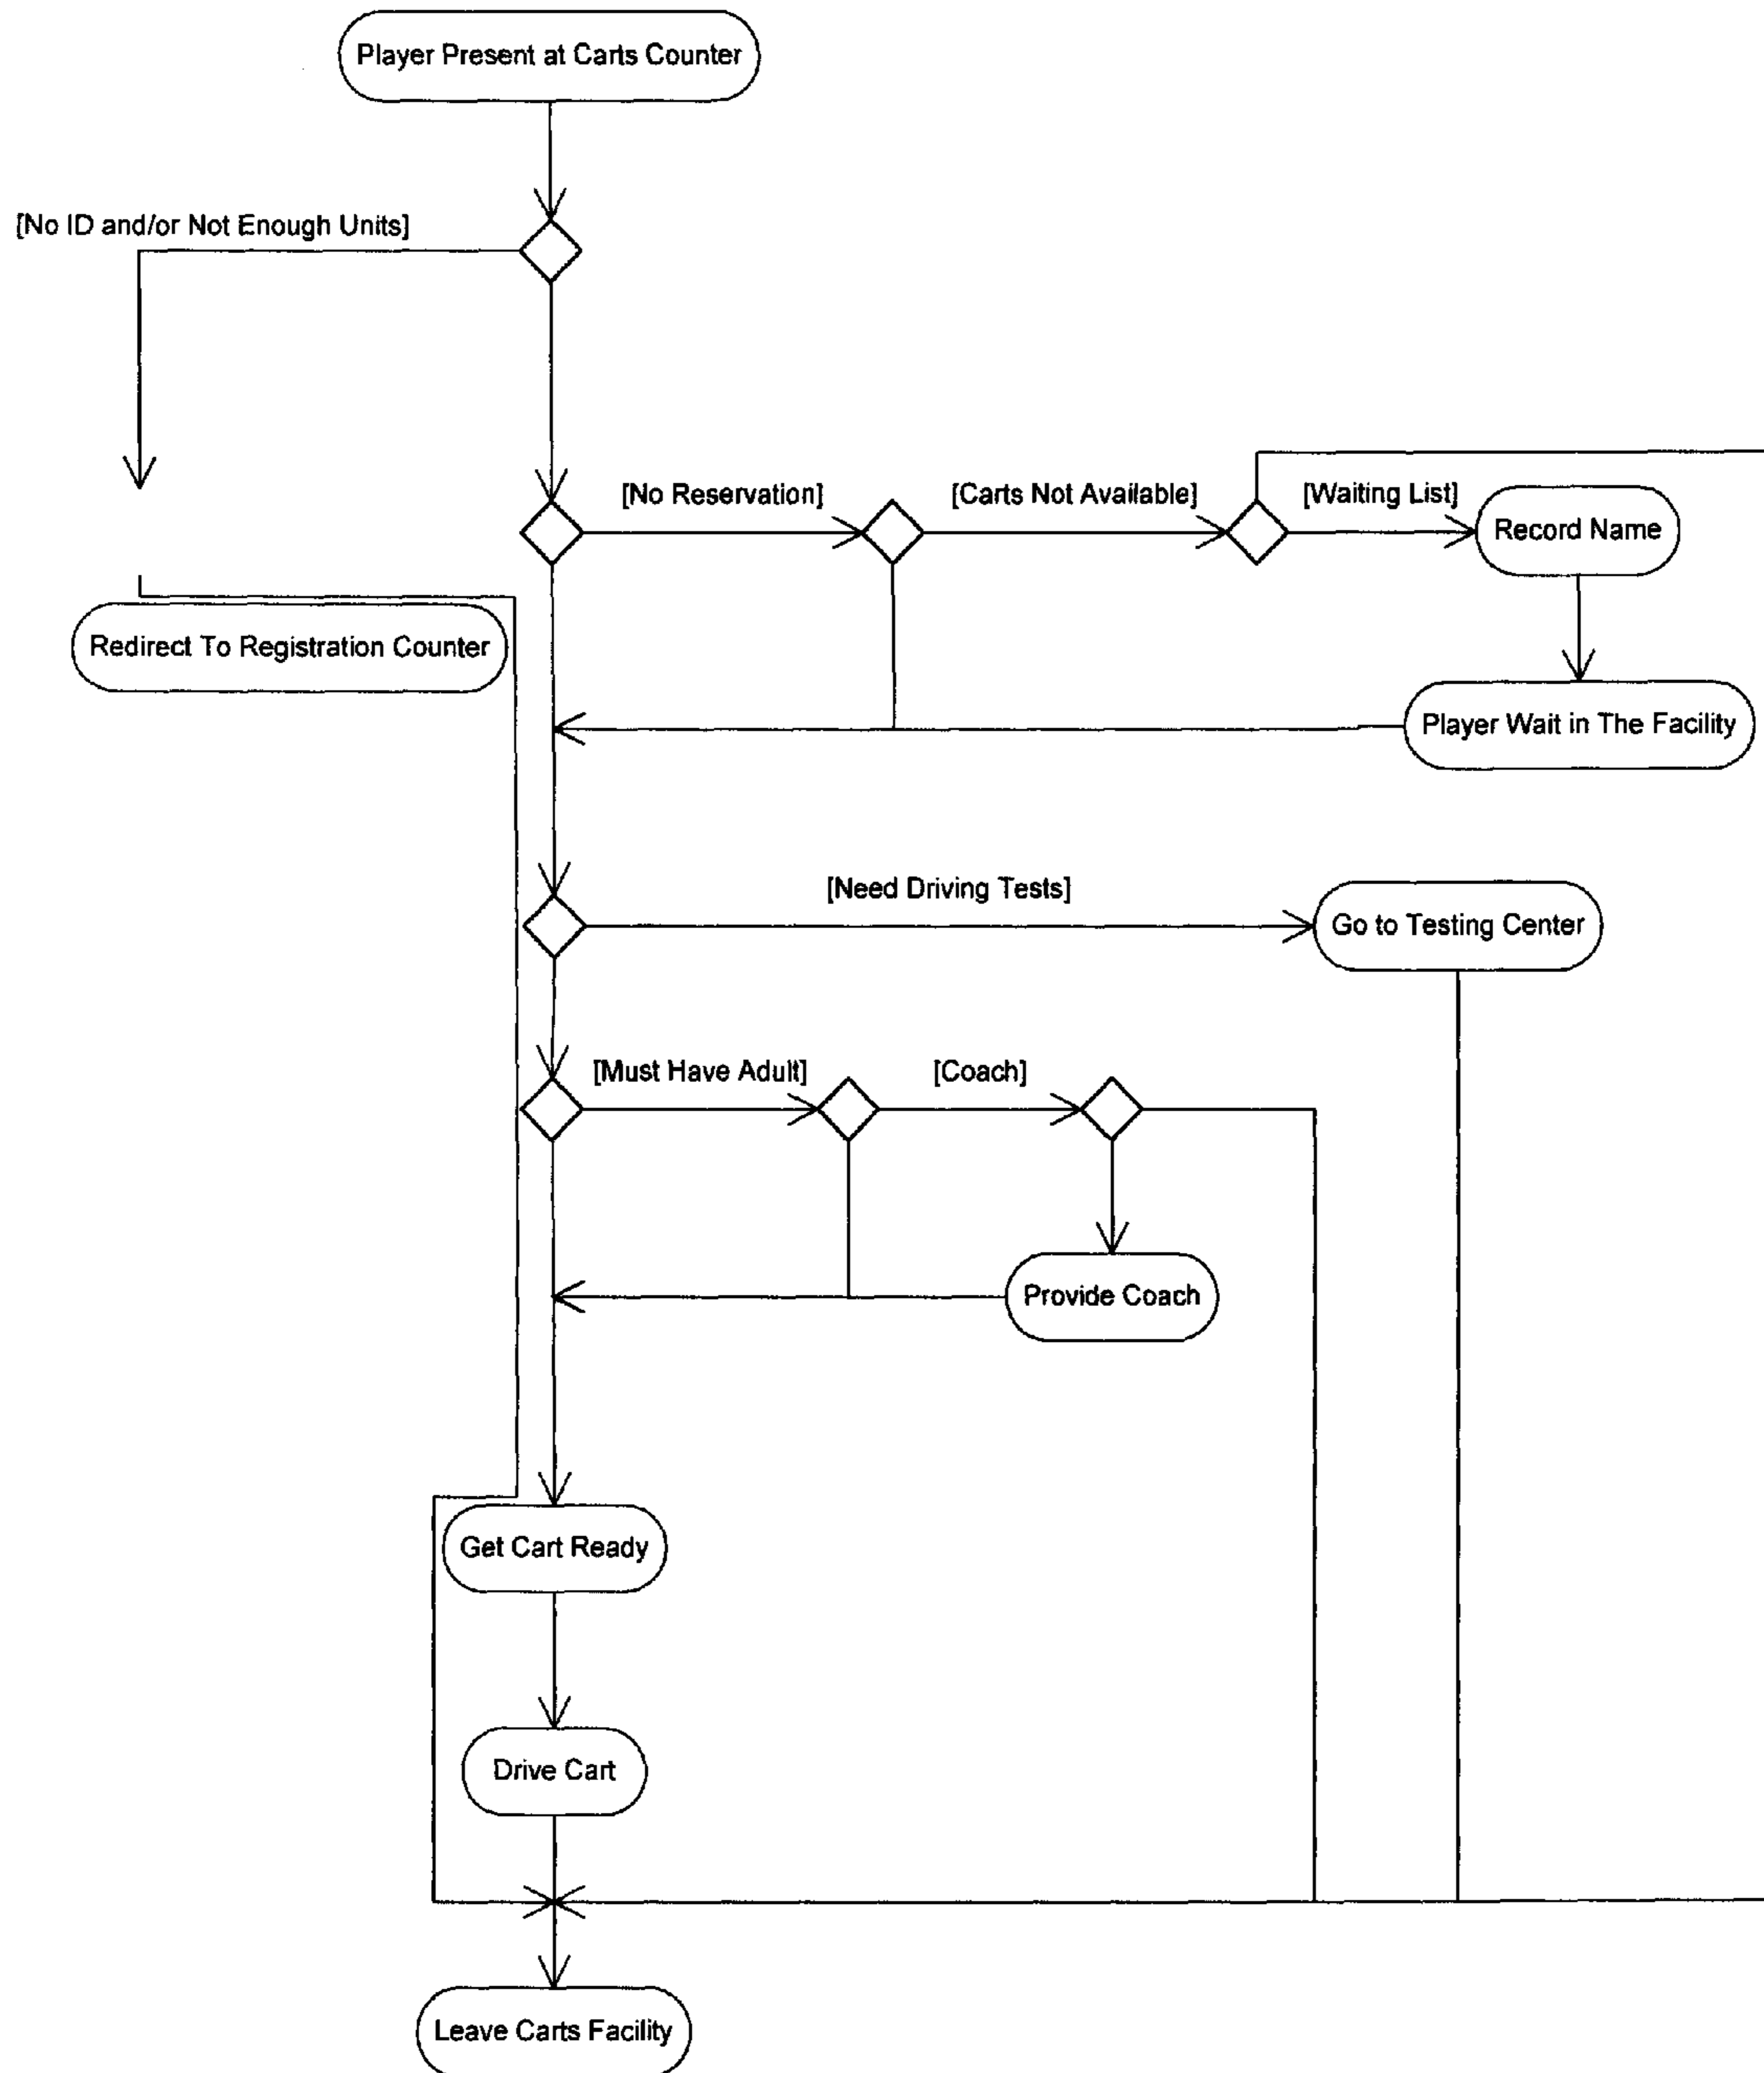 Player Present at Carts Counter
[No ID and/or Not Enough Units]
[No Reservation]
[Carts Not Available]
[Waiting List]
Record Name
Redirect To Registration Counter
Player Wait in The Facility
[Need Driving Tests]
Go to Testing Center
[Must Have Adult]
[Coach]
Provide Coach
Get Cart Ready
Drive Cart
Leave Carts Facility